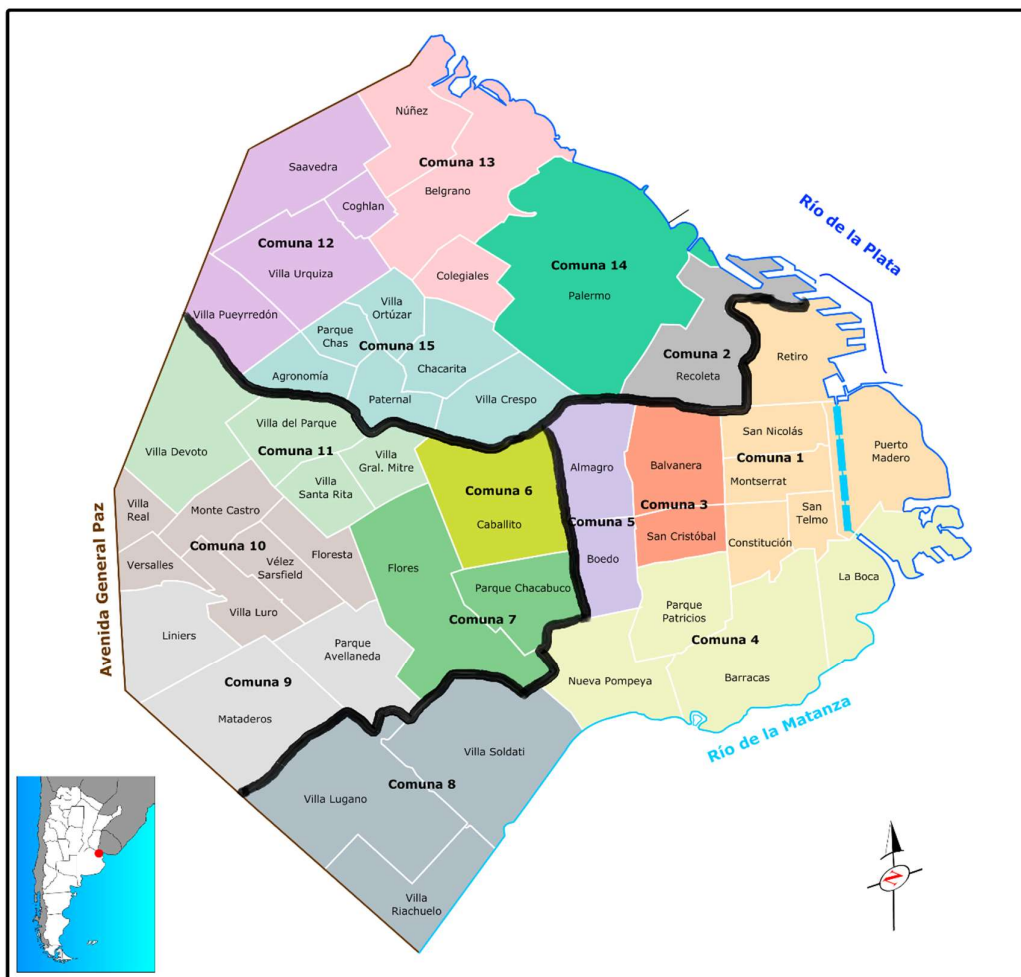 Núñez
Saavedra
Comuna 13
Belgrano
Coghlan
Río de la Plata
Comuna 12
Villa Urquiza
Colegiales
Comuna 14
Palermo
Villa Pueyrredón
Villa
Ortúzar
Parque
Chas
Comuna 15
Chacarita
Comuna 2
Recoleta
Retiro
Agronomía
Paternal
Villa Crespo
Villa del Parque
Villa Devoto
Comuna 11
Villa
Gral. Mitre
Villa
Santa Rita
Almagro
Balvanera
San Nicolás
Comuna 1
Montserrat
Puerto
Madero
Comuna 6
Caballito
Comuna 3
San Cristóbal
Comuna 5
Boedo
San
Telmo
Constitución
Villa
Real
Monte Castro
Comuna 10
Versalles
Vélez
Sarsfield
Floresta
Villa Luro
Flores
Parque Chacabuco
Comuna 7
La Boca
Parque
Patricios
Comuna 4
Nueva Pompeya
Barracas
Avenida General Paz
Liniers
Parque
Avellaneda
Comuna 9
Mataderos
Río de la Matanza
Villa Soldati
Comuna 8
Villa Lugano
Villa
Riachuelo
N